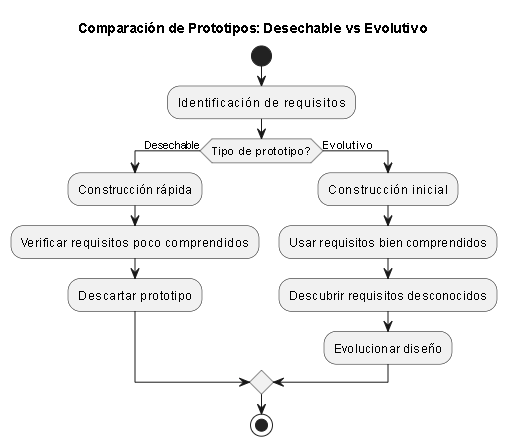 Comparación de Prototipos: Desechable vs Evolutivo
Identificación de requisitos
Tipo de prototipo?
Desechable
Evolutivo
Construcción rápida
Construcción inicial
Verificar requisitos poco comprendidos
Usar requisitos bien comprendidos
Descartar prototipo
Descubrir requisitos desconocidos
Evolucionar diseño